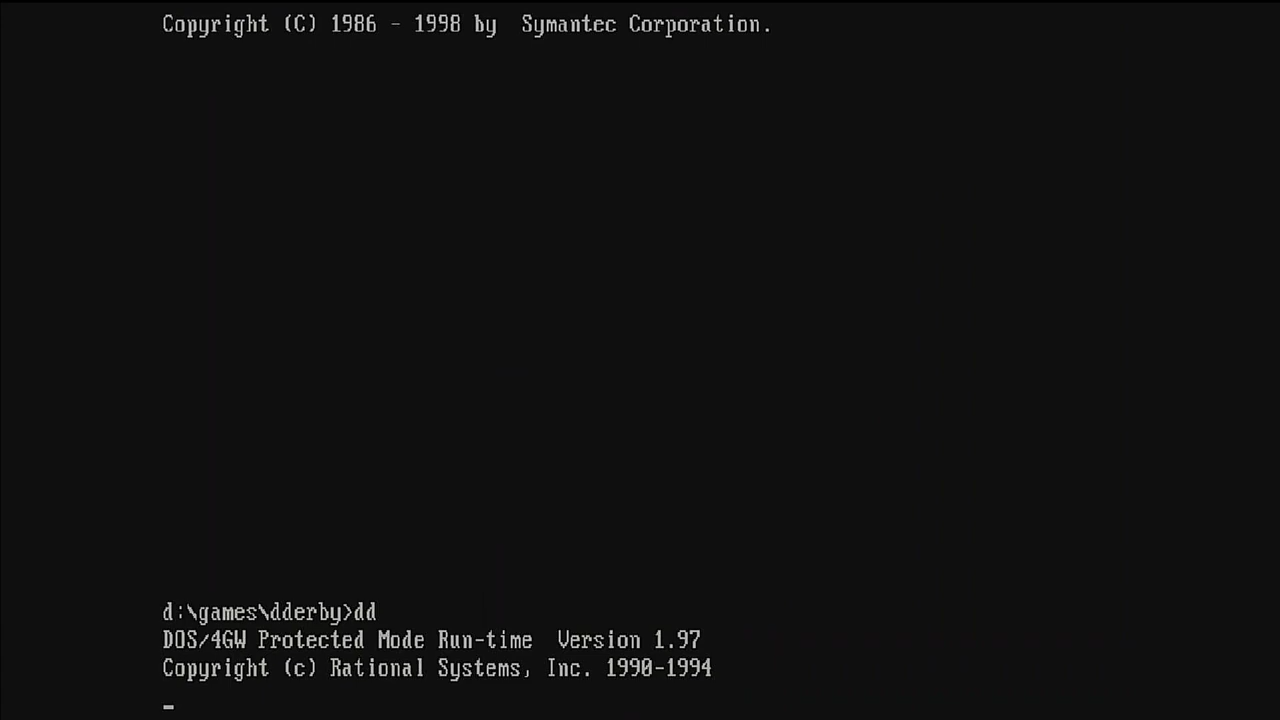 Copyright (C) 1986 - 1998 by  Symantec Corporation.
d:\games\dderby>dd
DOS/4GW Protected Mode Run-time  Version 1.97
Copyright (c) Rational Systems, Inc. 1990-1994